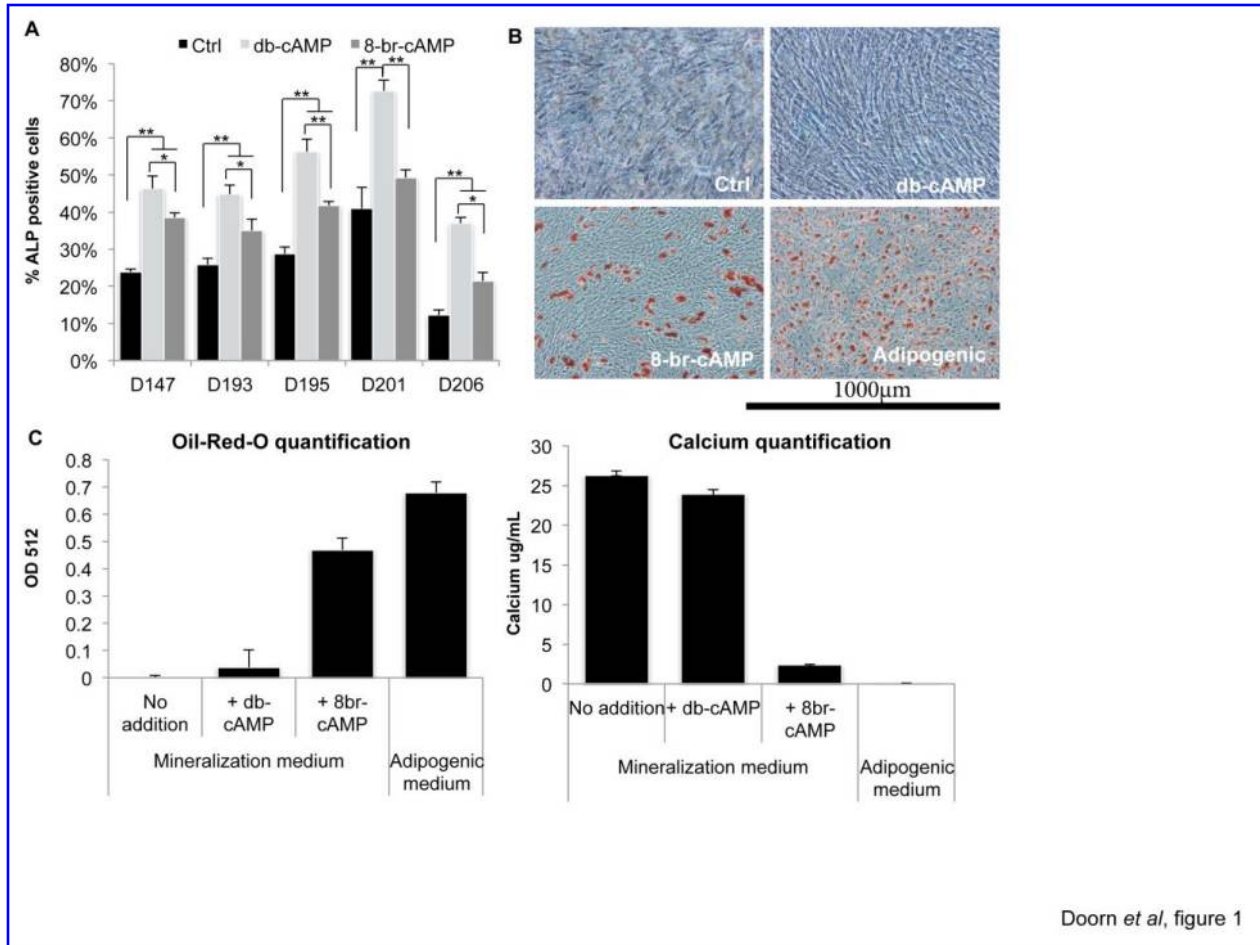 A
Ctrl db-cAMP 8-br-cAMP
80%
70%
60%
50%
40%
30%
20%
10%
0%
% ALP positive cells
** * ** * ** ** ** ** ** *
D147 D193 D195 D201 D206
B
Ctrl
db-cAMP
8-br-cAMP
Adipogenic
1000µm
C
Oil-Red-O quantification
0.8
0.7
0.6
0.5
0.4
0.3
0.2
0.1
0
OD 512
No addition
+ db-cAMP
+ 8br-cAMP
Mineralization medium
Adipogenic medium
Calcium quantification
30
25
20
15
10
5
0
Calcium ug/mL
No addition
+ db-cAMP
+ 8br-cAMP
Mineralization medium
Adipogenic medium
Doorn et al, figure 1